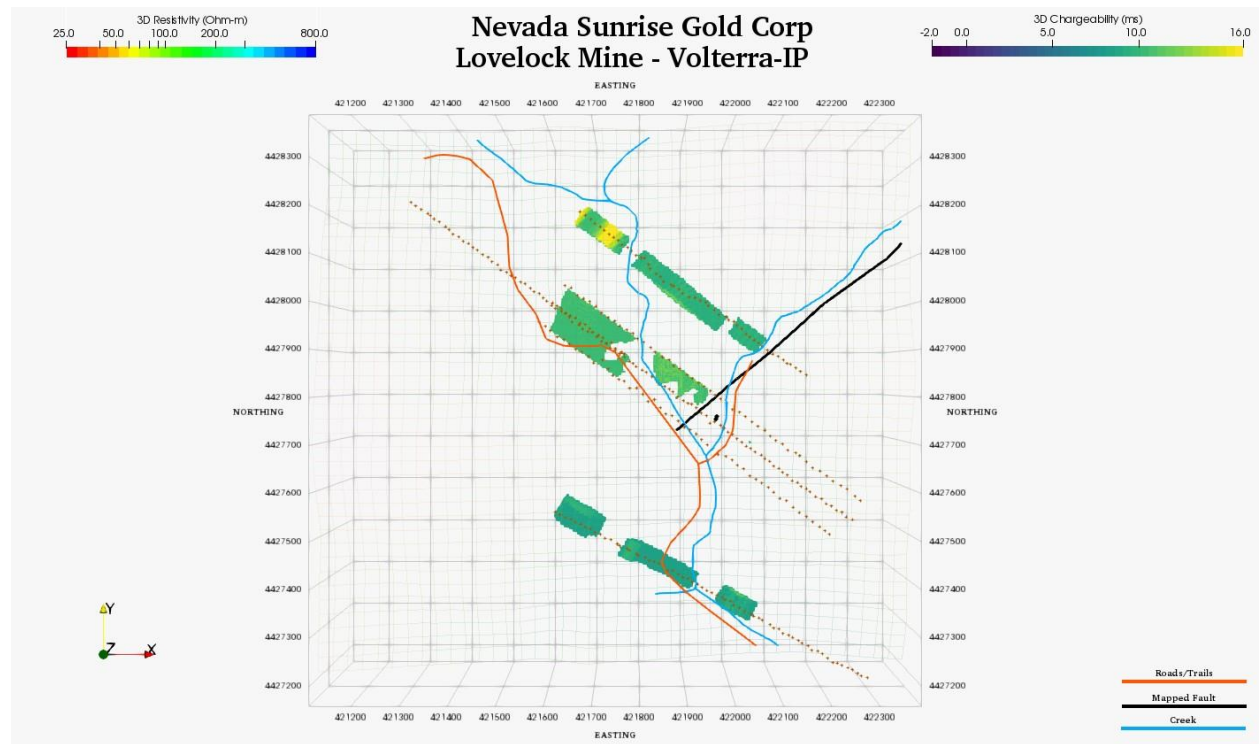 3D Resistivity (Ohm-m)
25.0 50.0 100.0 200.0 800.0
Nevada Sunrise Gold Corp
Lovelock Mine - Volterra-IP
3D Chargeability (ms)
-2.0 0.0 5.0 10.0 16.0
EASTING
421200 421300 421400 421500 421600 421700 421800 421900 422000 422100 422200 422300
4428300 4428300
4428200 4428200
4428100 4428100
4428000 4428000
4427900 4427900
4427800 4427800
NORTHING NORTHING
4427700 4427700
4427600 4427600
4427500 4427500
4427400 4427400
4427300 4427300
4427200 4427200
Y
Z X
421200 421300 421400 421500 421600 421700 421800 421900 422000 422100 422200 422300
EASTING
Roads/Trails
Mapped Fault
Creek